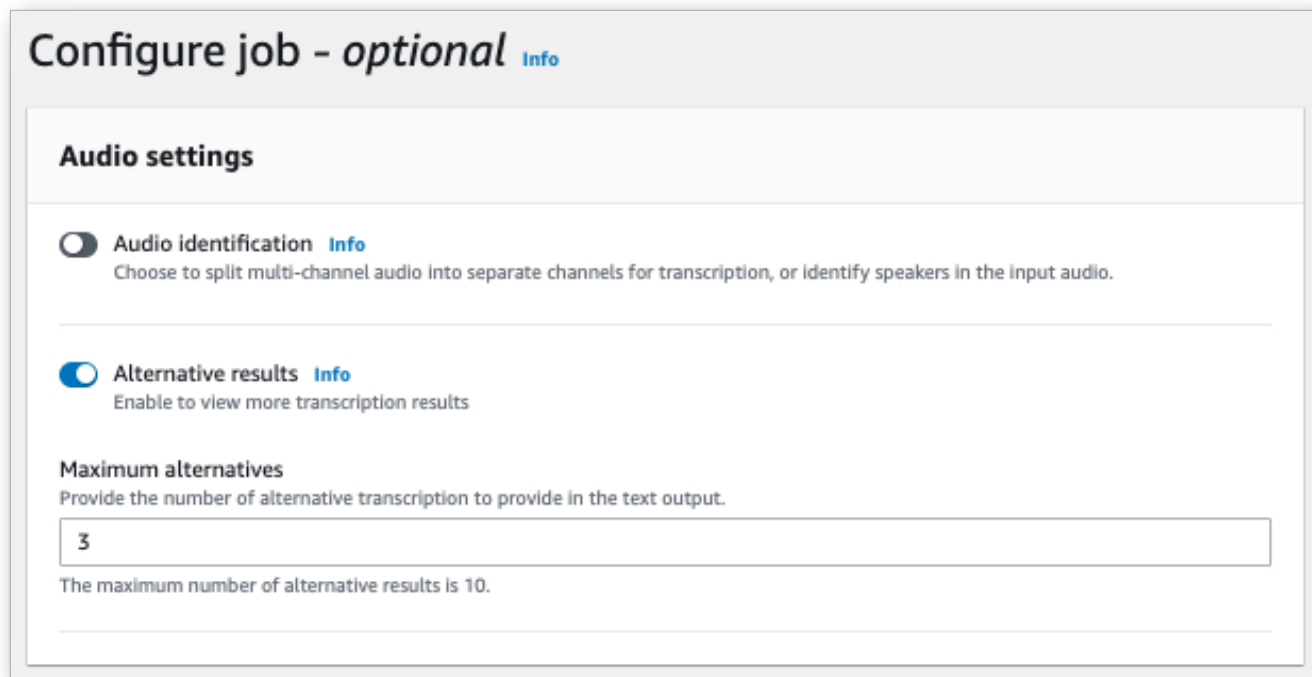 Configure job - optional Info
Audio settings
Audio identification Info
Choose to split multi-channel audio into separate channels for transcription, or identify speakers in the input audio.
Alternative results Info
Enable to view more transcription results
Maximum alternatives
Provide the number of alternative transcription to provide in the text output.
3
The maximum number of alternative results is 10.